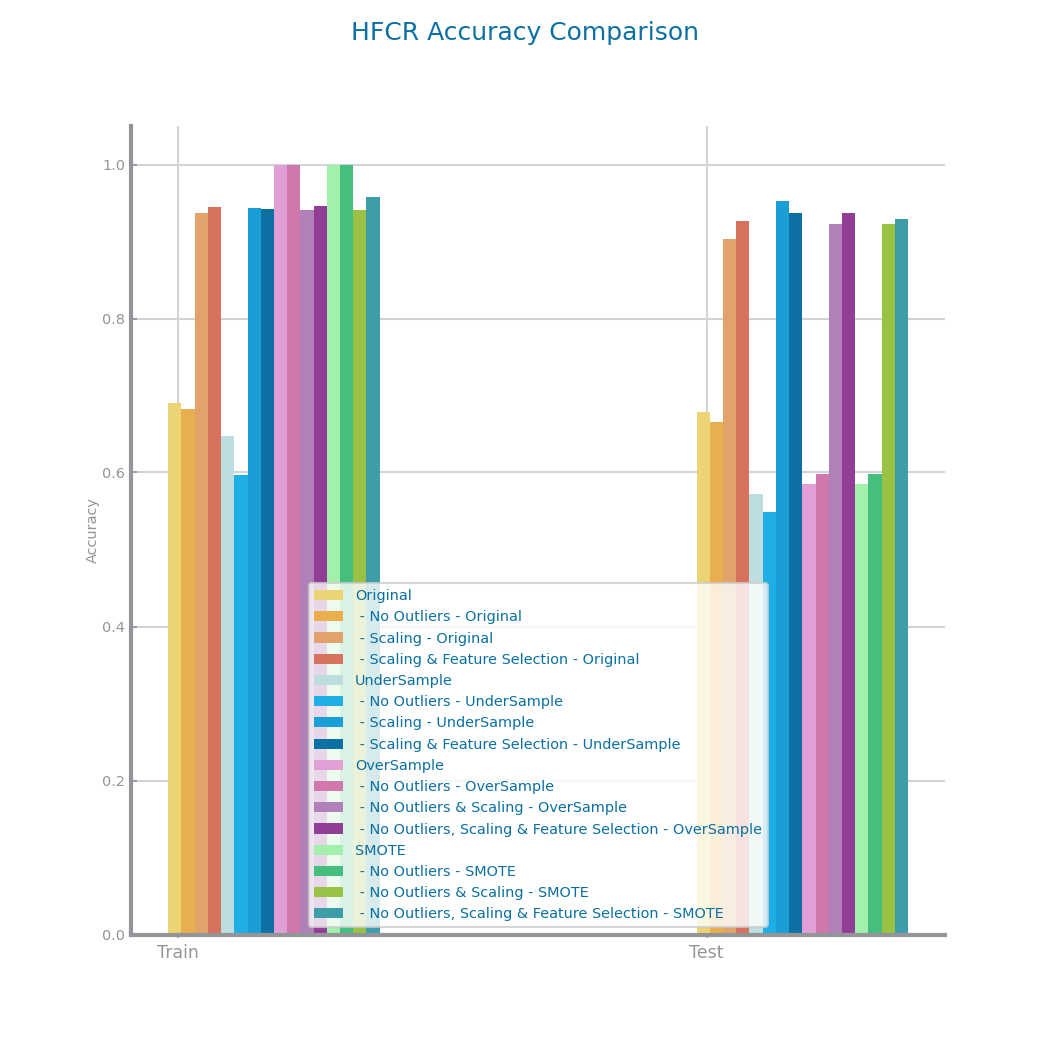 HFCR Accuracy Comparison
1.0
0.8
0.6
0.4
0.2
0.0
Accuracy
Original
- No Outliers - Original
- Scaling - Original
- Scaling & Feature Selection - Original
UnderSample
- No Outliers - UnderSample
- Scaling - UnderSample
- Scaling & Feature Selection - UnderSample
OverSample
- No Outliers - OverSample
- No Outliers & Scaling - OverSample
- No Outliers, Scaling & Feature Selection - OverSample
SMOTE
- No Outliers - SMOTE
- No Outliers & Scaling - SMOTE
- No Outliers, Scaling & Feature Selection - SMOTE
Train
Test